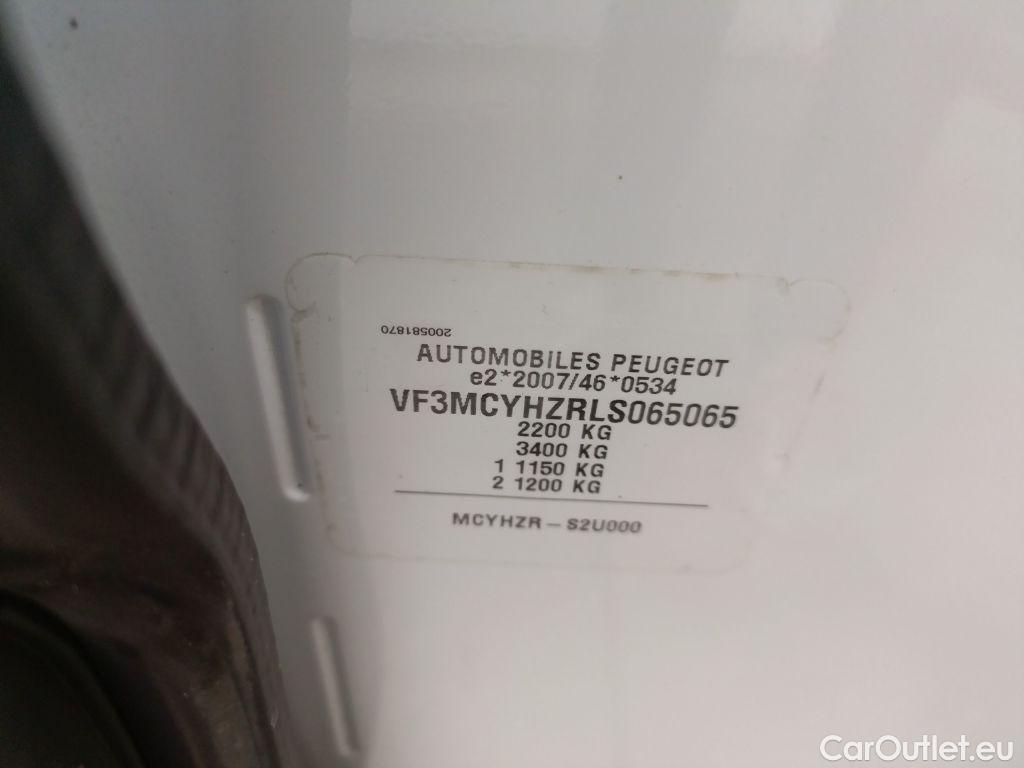 200581870
AUTOMOBILES PEUGEOT
e2*2007/46*0534
VF3MCYHZRLS065065
2200 KG
3400 KG
1 1150 KG
2 1200 KG
MCYHZR – S2U000
CarOutlet.eu